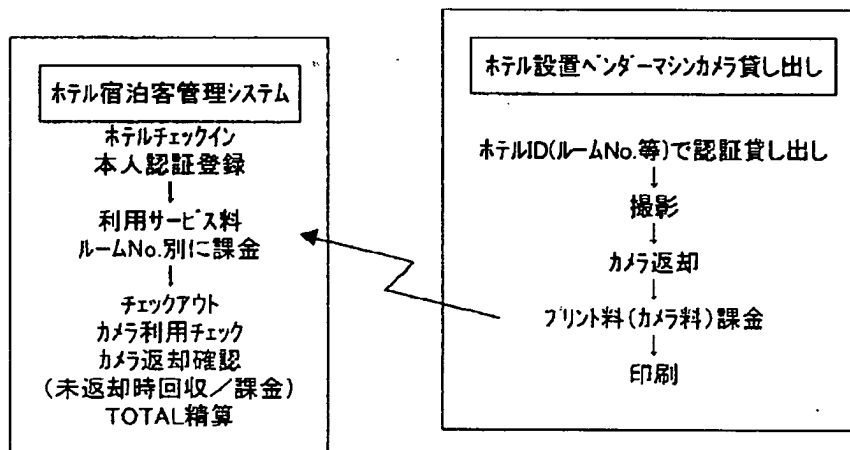 ホテル宿泊客管理システム
ホテルチェックイン
本人認証登録
↓
利用サービス料
ルームNo.別に課金
↓
チェックアウト
カメラ利用チェック
カメラ返却確認
(未返却時回収/課金)
TOTAL精算
ホテル設置ベンダーマシンカメラ貸し出し
ホテルID(ルームNo.等)で認証貸し出し
↓
撮影
↓
カメラ返却
↓
プリント料(カメラ料)課金
↓
印刷